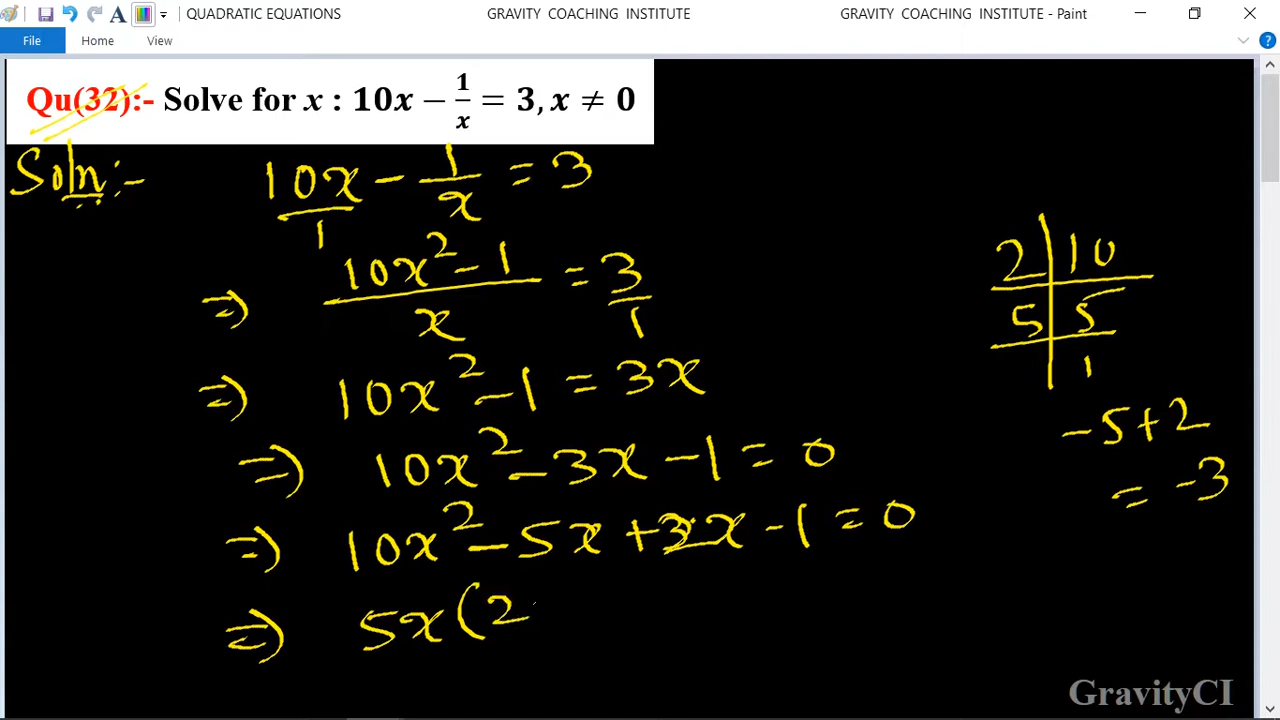 QUADRATIC EQUATIONS GRAVITY COACHING INSTITUTE GRAVITY COACHING INSTITUTE - Paint
File Home View
Qu(32):- Solve for x : 10x − 1/x = 3, x ≠ 0
Soln:- 10x/1 - 1/x = 3
⇒ (10x² - 1)/x = 3/1
⇒ 10x² - 1 = 3x
⇒ 10x² - 3x - 1 = 0
⇒ 10x² - 5x + 2x - 1 = 0
⇒ 5x(2
2 | 10
5 | 5
1
-5+2
= -3
GravityCI